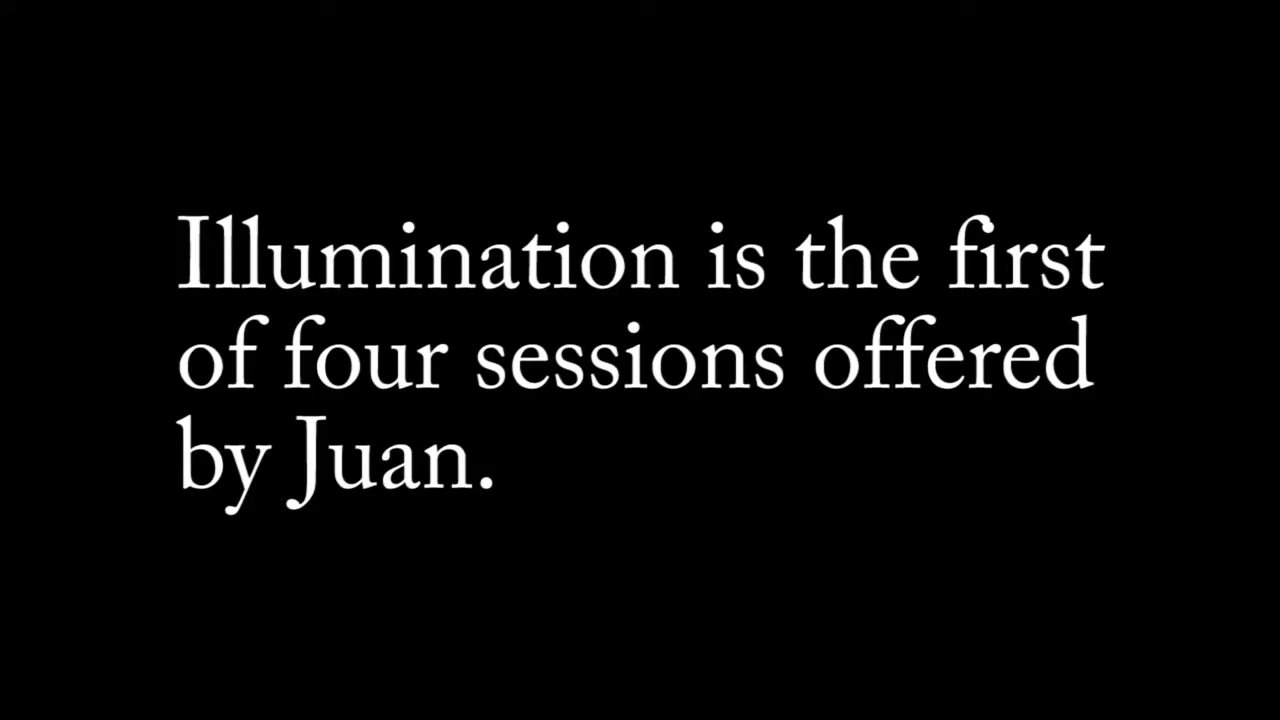 Illumination is the first
of four sessions offered
by Juan.